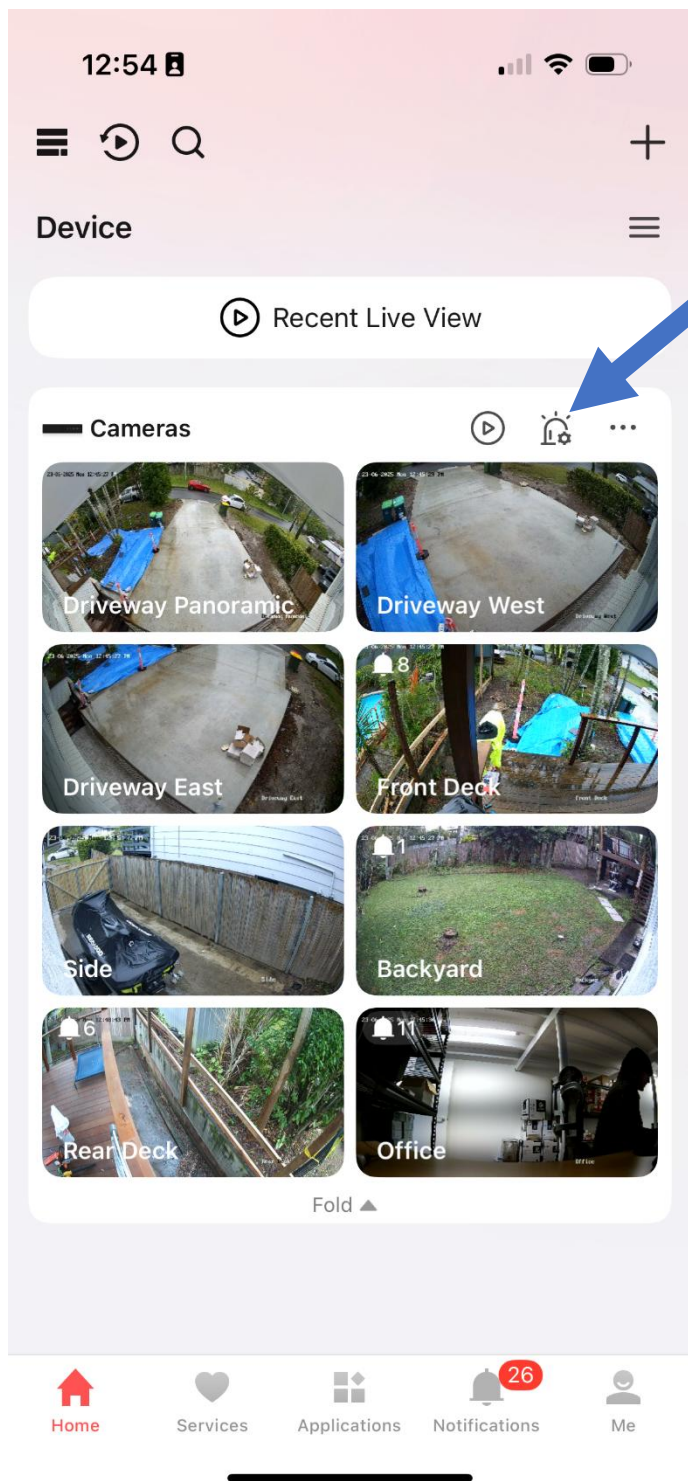 12:54
Device
Recent Live View
Cameras
Driveway Panoramic
Driveway West
Driveway East
8
Front Deck
Side
1
Backyard
6
Rear Deck
11
Office
Fold
26
Home Services Applications Notifications Me